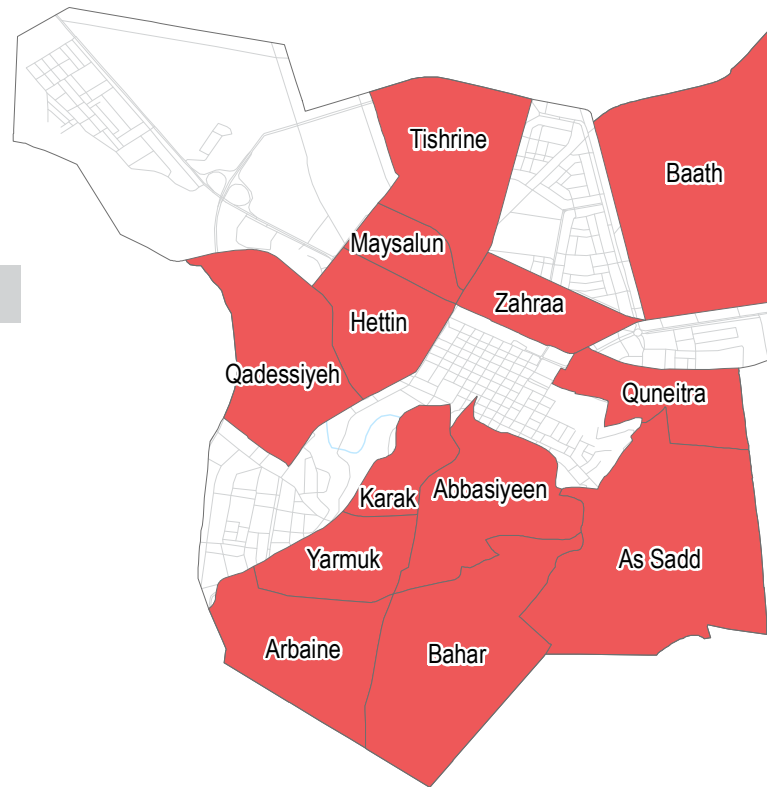 Tishrine
Baath
Maysalun
Zahraa
Hettin
Qadessiyeh
Quneitra
Abbasiyeen
Karak
Yarmuk
As Sadd
Arbaine
Bahar